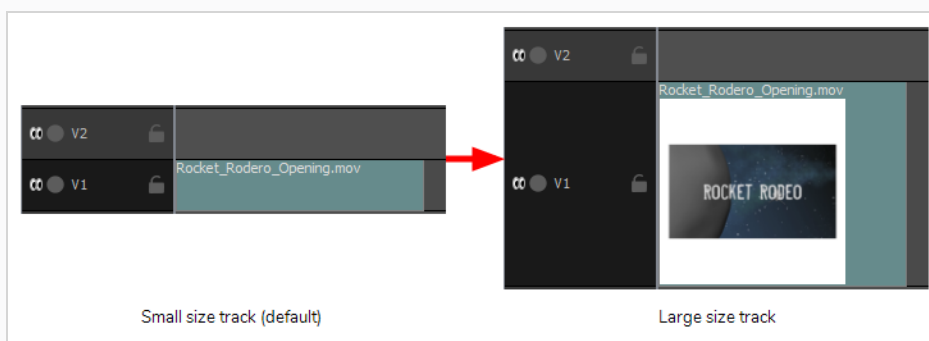 V2
V1
Rocket_Rodero_Opening.mov
V2
Rocket_Rodero_Opening.mov
V1
ROCKET RODEO
Small size track (default)
Large size track